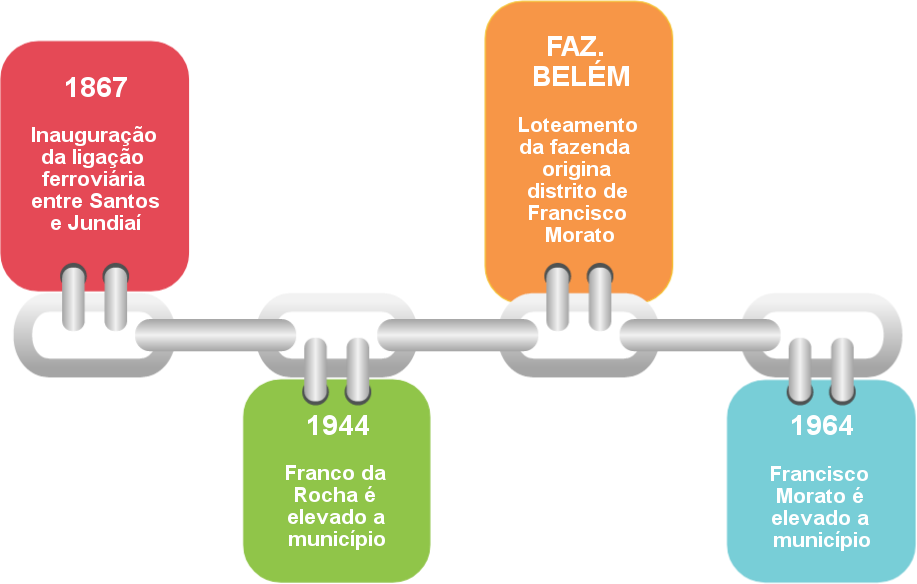 1867
Inauguração
da ligação
ferroviária
entre Santos
e Jundiaí
1944
Franco da
Rocha é
elevado a
município
FAZ.
BELÉM
Loteamento
da fazenda
origina
distrito de
Francisco
Morato
1964
Francisco
Morato é
elevado a
município